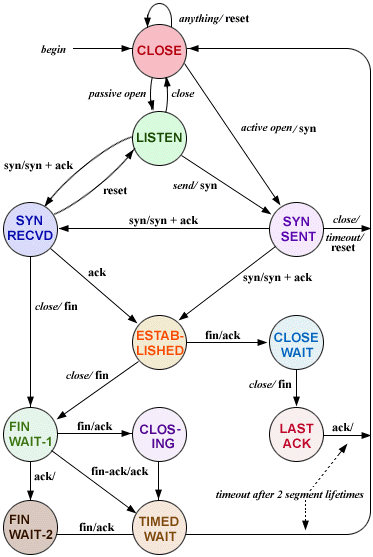 anything/ reset
begin
CLOSE
passive open
close
LISTEN
active open/ syn
syn/syn + ack
send/ syn
reset
SYN
RECVD
syn/syn + ack
SYN
SENT
close/
timeout/
reset
ack
syn/syn + ack
close/ fin
ESTAB-
LISHED
fin/ack
CLOSE
WAIT
close/ fin
close/ fin
FIN
WAIT-1
fin/ack
CLOS-
ING
LAST
ACK
ack/
ack/
fin-ack/ack
timeout after 2 segment lifetimes
FIN
WAIT-2
fin/ack
TIMED
WAIT